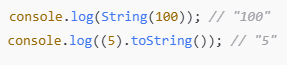 console.log(String(100)); // "100"
console.log((5).toString()); // "5"